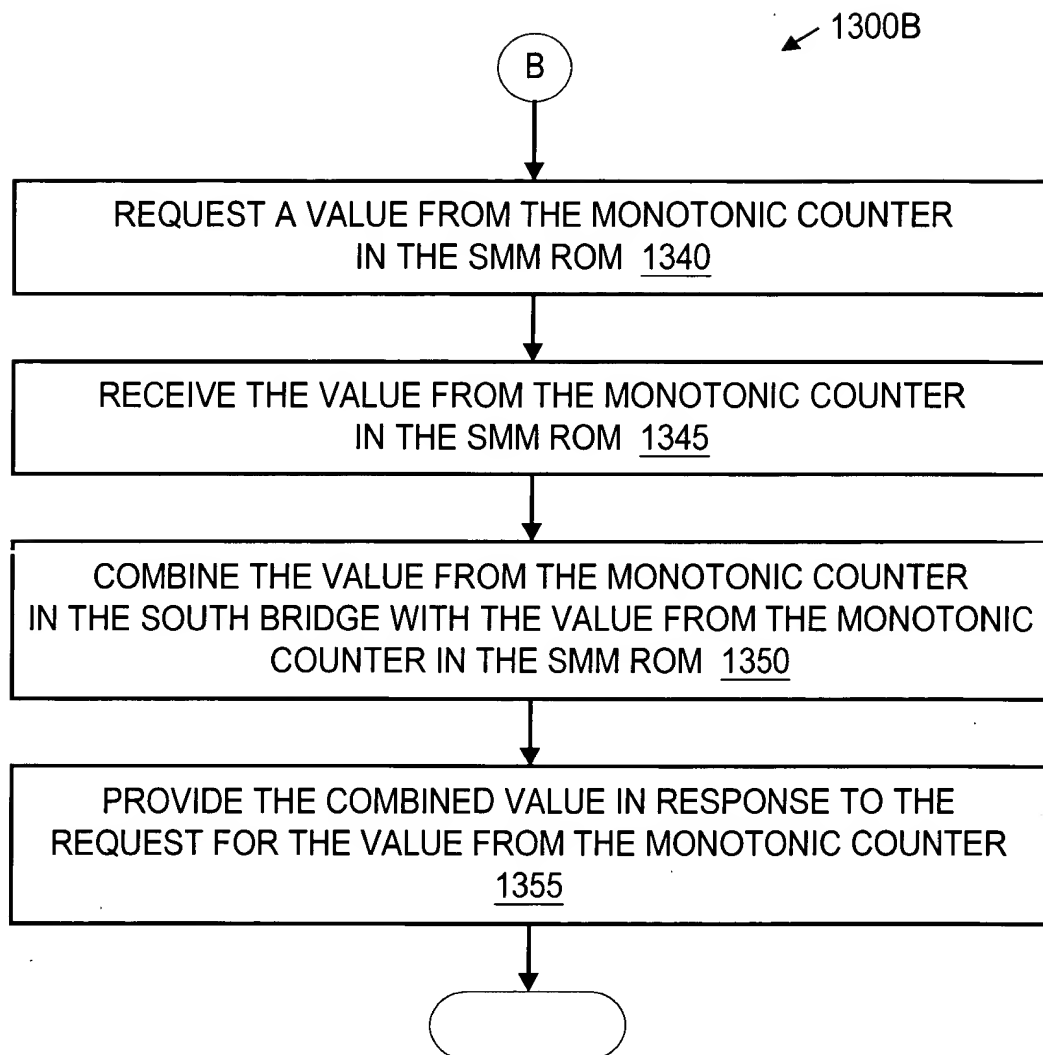 1300B
B
REQUEST A VALUE FROM THE MONOTONIC COUNTER
IN THE SMM ROM 1340
RECEIVE THE VALUE FROM THE MONOTONIC COUNTER
IN THE SMM ROM 1345
COMBINE THE VALUE FROM THE MONOTONIC COUNTER
IN THE SOUTH BRIDGE WITH THE VALUE FROM THE MONOTONIC
COUNTER IN THE SMM ROM 1350
PROVIDE THE COMBINED VALUE IN RESPONSE TO THE
REQUEST FOR THE VALUE FROM THE MONOTONIC COUNTER
1355